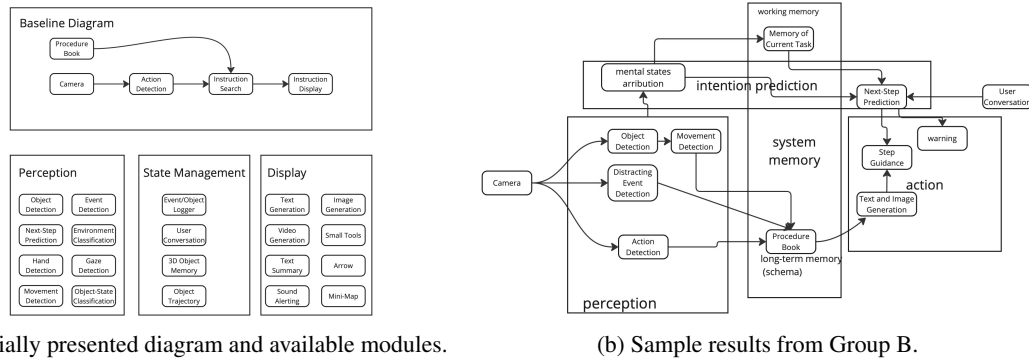 Baseline Diagram
Procedure
Book
Camera
Action
Detection
Instruction
Search
Instruction
Display
Perception
Object
Detection
Event
Detection
Next-Step
Prediction
Environment
Classification
Hand
Detection
Gaze
Detection
Movement
Detection
Object-State
Classification
State Management
Event/Object
Logger
User
Conversation
3D Object
Memory
Object
Trajectory
Display
Text
Generation
Image
Generation
Video
Generation
Small Tools
Text
Summary
Arrow
Sound
Alerting
Mini-Map
ially presented diagram and available modules.
working memory
Memory of
Current Task
mental states
arribution
intention prediction
Next-Step
Prediction
User
Conversation
Object
Detection
Movement
Detection
system
memory
warning
Step
Guidance
Camera
Distracting
Event
Detection
action
Text and Image
Generation
Action
Detection
Procedure
Book
long-term memory
(schema)
perception
(b) Sample results from Group B.